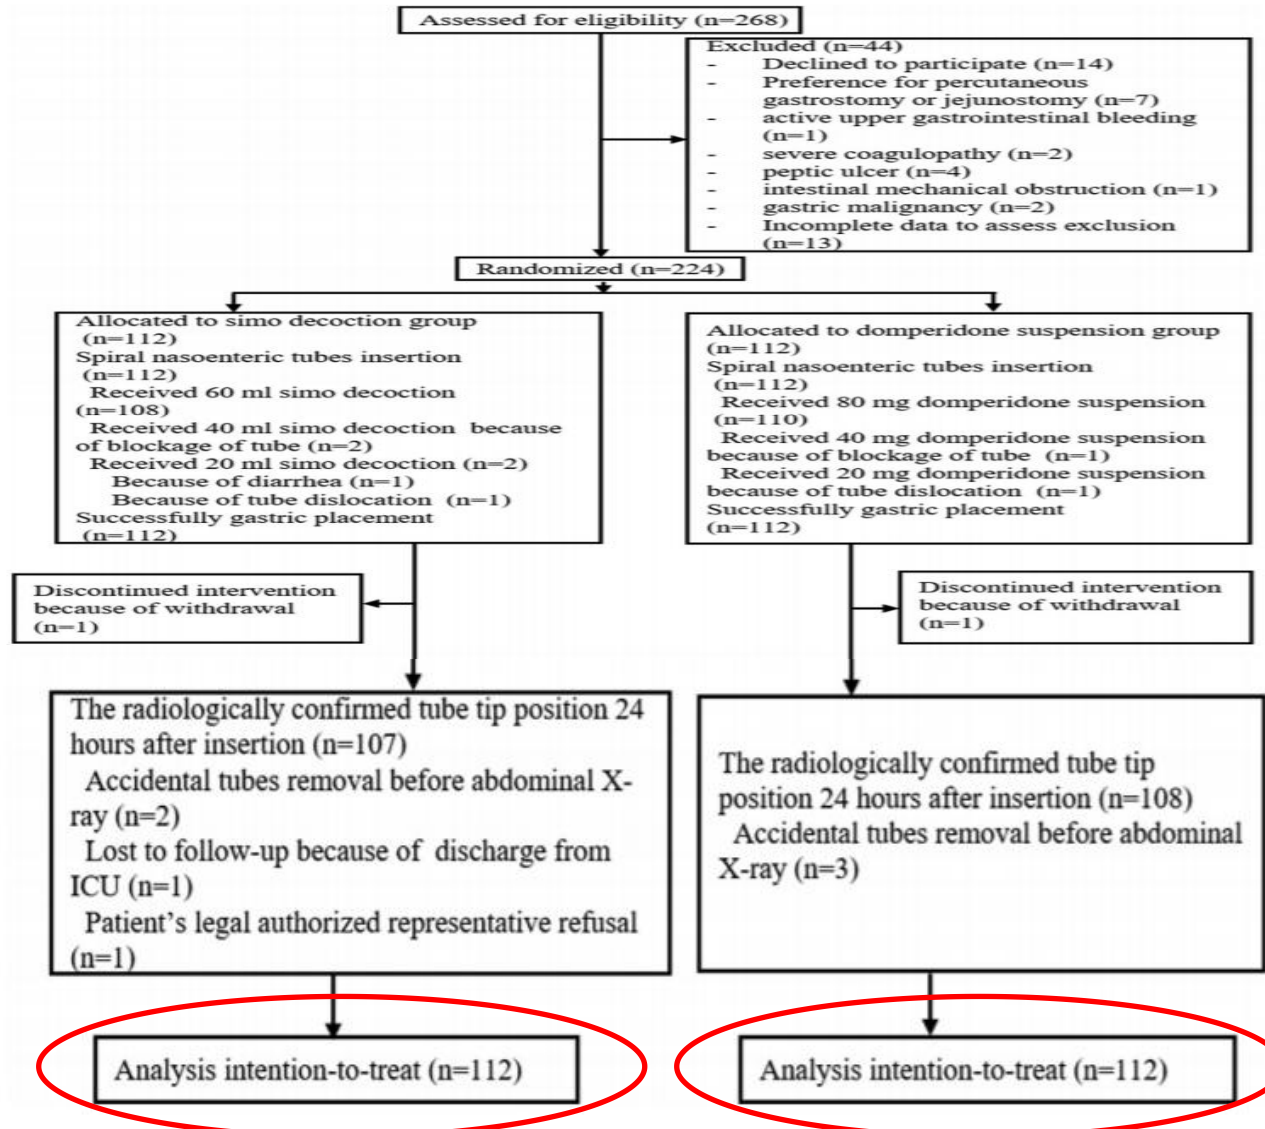 Assessed for eligibility (n=268)
Excluded (n=44)
- Declined to participate (n=14)
- Preference for percutaneous
gastrostomy or jejunostomy (n=7)
- active upper gastrointestinal bleeding
(n=1)
- severe coagulopathy (n=2)
- peptic ulcer (n=4)
- intestinal mechanical obstruction (n=1)
- gastric malignancy (n=2)
- Incomplete data to assess exclusion
(n=13)
Randomized (n=224)
Allocated to simo decoction group
(n=112)
Spiral nasoenteric tubes insertion
(n=112)
Received 60 ml simo decoction
(n=108)
Received 40 ml simo decoction because
of blockage of tube (n=2)
Received 20 ml simo decoction (n=2)
Because of diarrhea (n=1)
Because of tube dislocation (n=1)
Successfully gastric placement
(n=112)
Allocated to domperidone suspension group
(n=112)
Spiral nasoenteric tubes insertion
(n=112)
Received 80 mg domperidone suspension
(n=110)
Received 40 mg domperidone suspension
because of blockage of tube (n=1)
Received 20 mg domperidone suspension
because of tube dislocation (n=1)
Successfully gastric placement
(n=112)
Discontinued intervention
because of withdrawal
(n=1)
Discontinued intervention
because of withdrawal
(n=1)
The radiologically confirmed tube tip position 24
hours after insertion (n=107)
Accidental tubes removal before abdominal X-
ray (n=2)
Lost to follow-up because of discharge from
ICU (n=1)
Patient's legal authorized representative refusal
(n=1)
The radiologically confirmed tube tip
position 24 hours after insertion (n=108)
Accidental tubes removal before abdominal
X-ray (n=3)
Analysis intention-to-treat (n=112)
Analysis intention-to-treat (n=112)